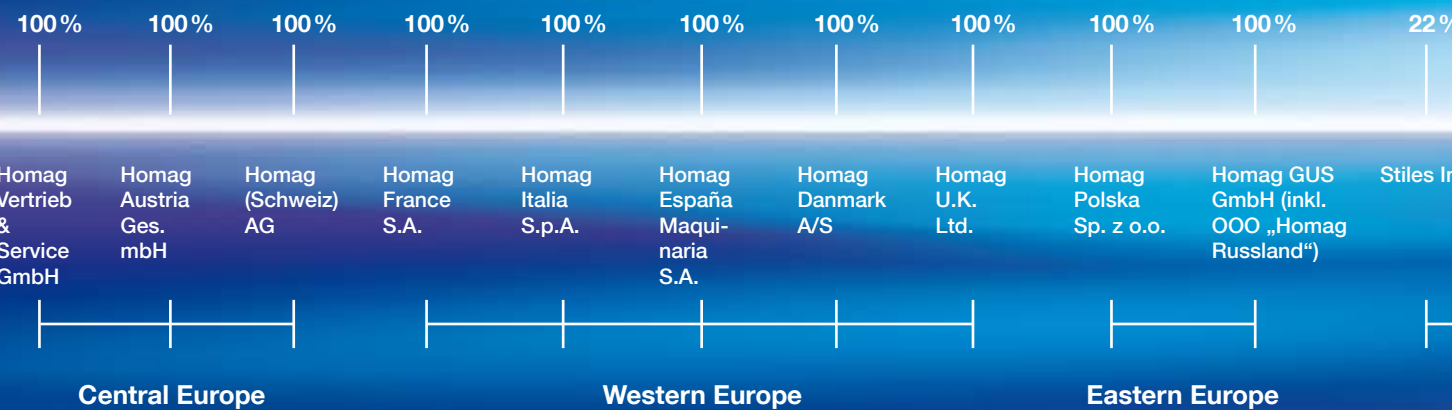 100 % 100 % 100 % 100 % 100 % 100 % 100 % 100 % 100 % 100 % 22 %
Homag
Vertrieb
&
Service
GmbH
Homag
Austria
Ges.
mbH
Homag
(Schweiz)
AG
Homag
France
S.A.
Homag
Italia
S.p.A.
Homag
España
Maqui-
naria
S.A.
Homag
Danmark
A/S
Homag
U.K.
Ltd.
Homag
Polska
Sp. z o.o.
Homag GUS
GmbH (inkl.
OOO „Homag
Russland“)
Stiles
Central Europe Western Europe Eastern Europe